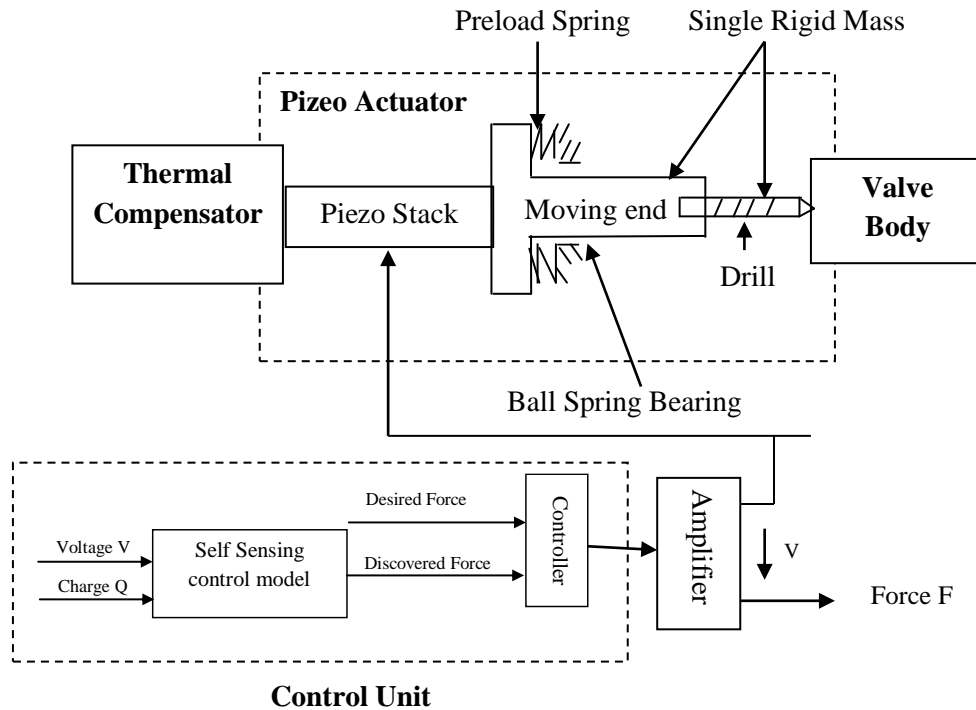 Preload Spring
Single Rigid Mass
Pizeo Actuator
Thermal
Compensator
Piezo Stack
Moving end
Valve
Body
Drill
Ball Spring Bearing
Desired Force
Controller
Amplifier
Voltage V
Self Sensing
control model
Charge Q
Discovered Force
V
Force F
Control Unit